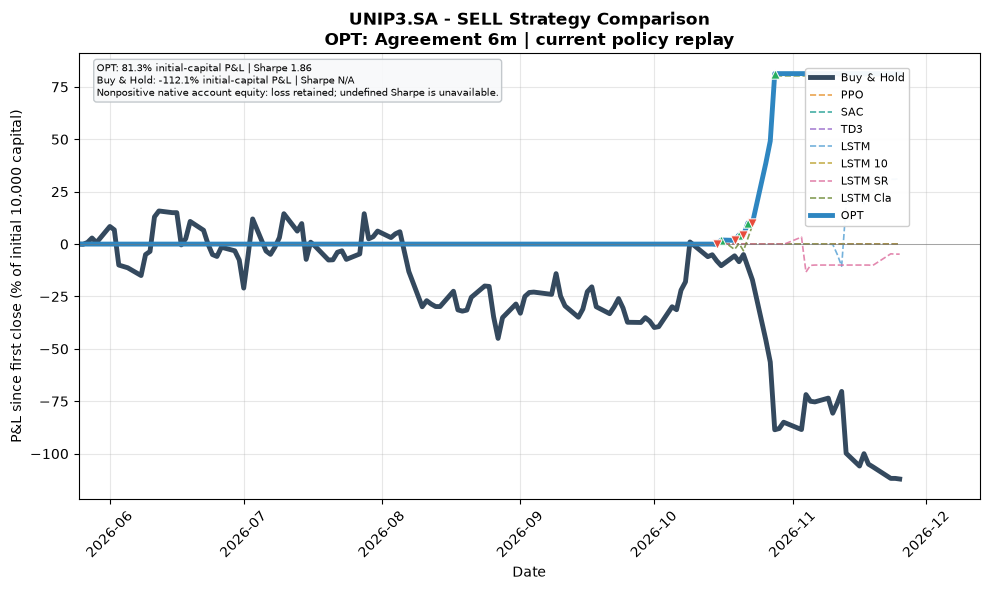 UNIP3.SA - SELL Strategy Comparison
OPT: Agreement 6m | current policy replay
OPT: 81.3% initial-capital P&L | Sharpe 1.86
Buy & Hold: -112.1% initial-capital P&L | Sharpe N/A
Nonpositive native account equity: loss retained; undefined Sharpe is unavailable.
Buy & Hold
PPO
SAC
TD3
LSTM
LSTM 10
LSTM SR
LSTM Cla
OPT
P&L since first close (% of initial 10,000 capital)
75
50
25
0
−25
−50
−75
−100
2026-06
2026-07
2026-08
2026-09
2026-10
2026-11
2026-12
Date